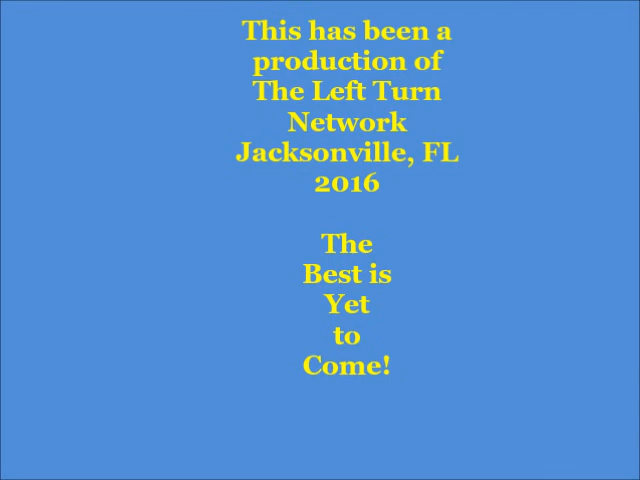 This has been a
production of
The Left Turn
Network
Jacksonville, FL
2016
The
Best is
Yet
to
Come!